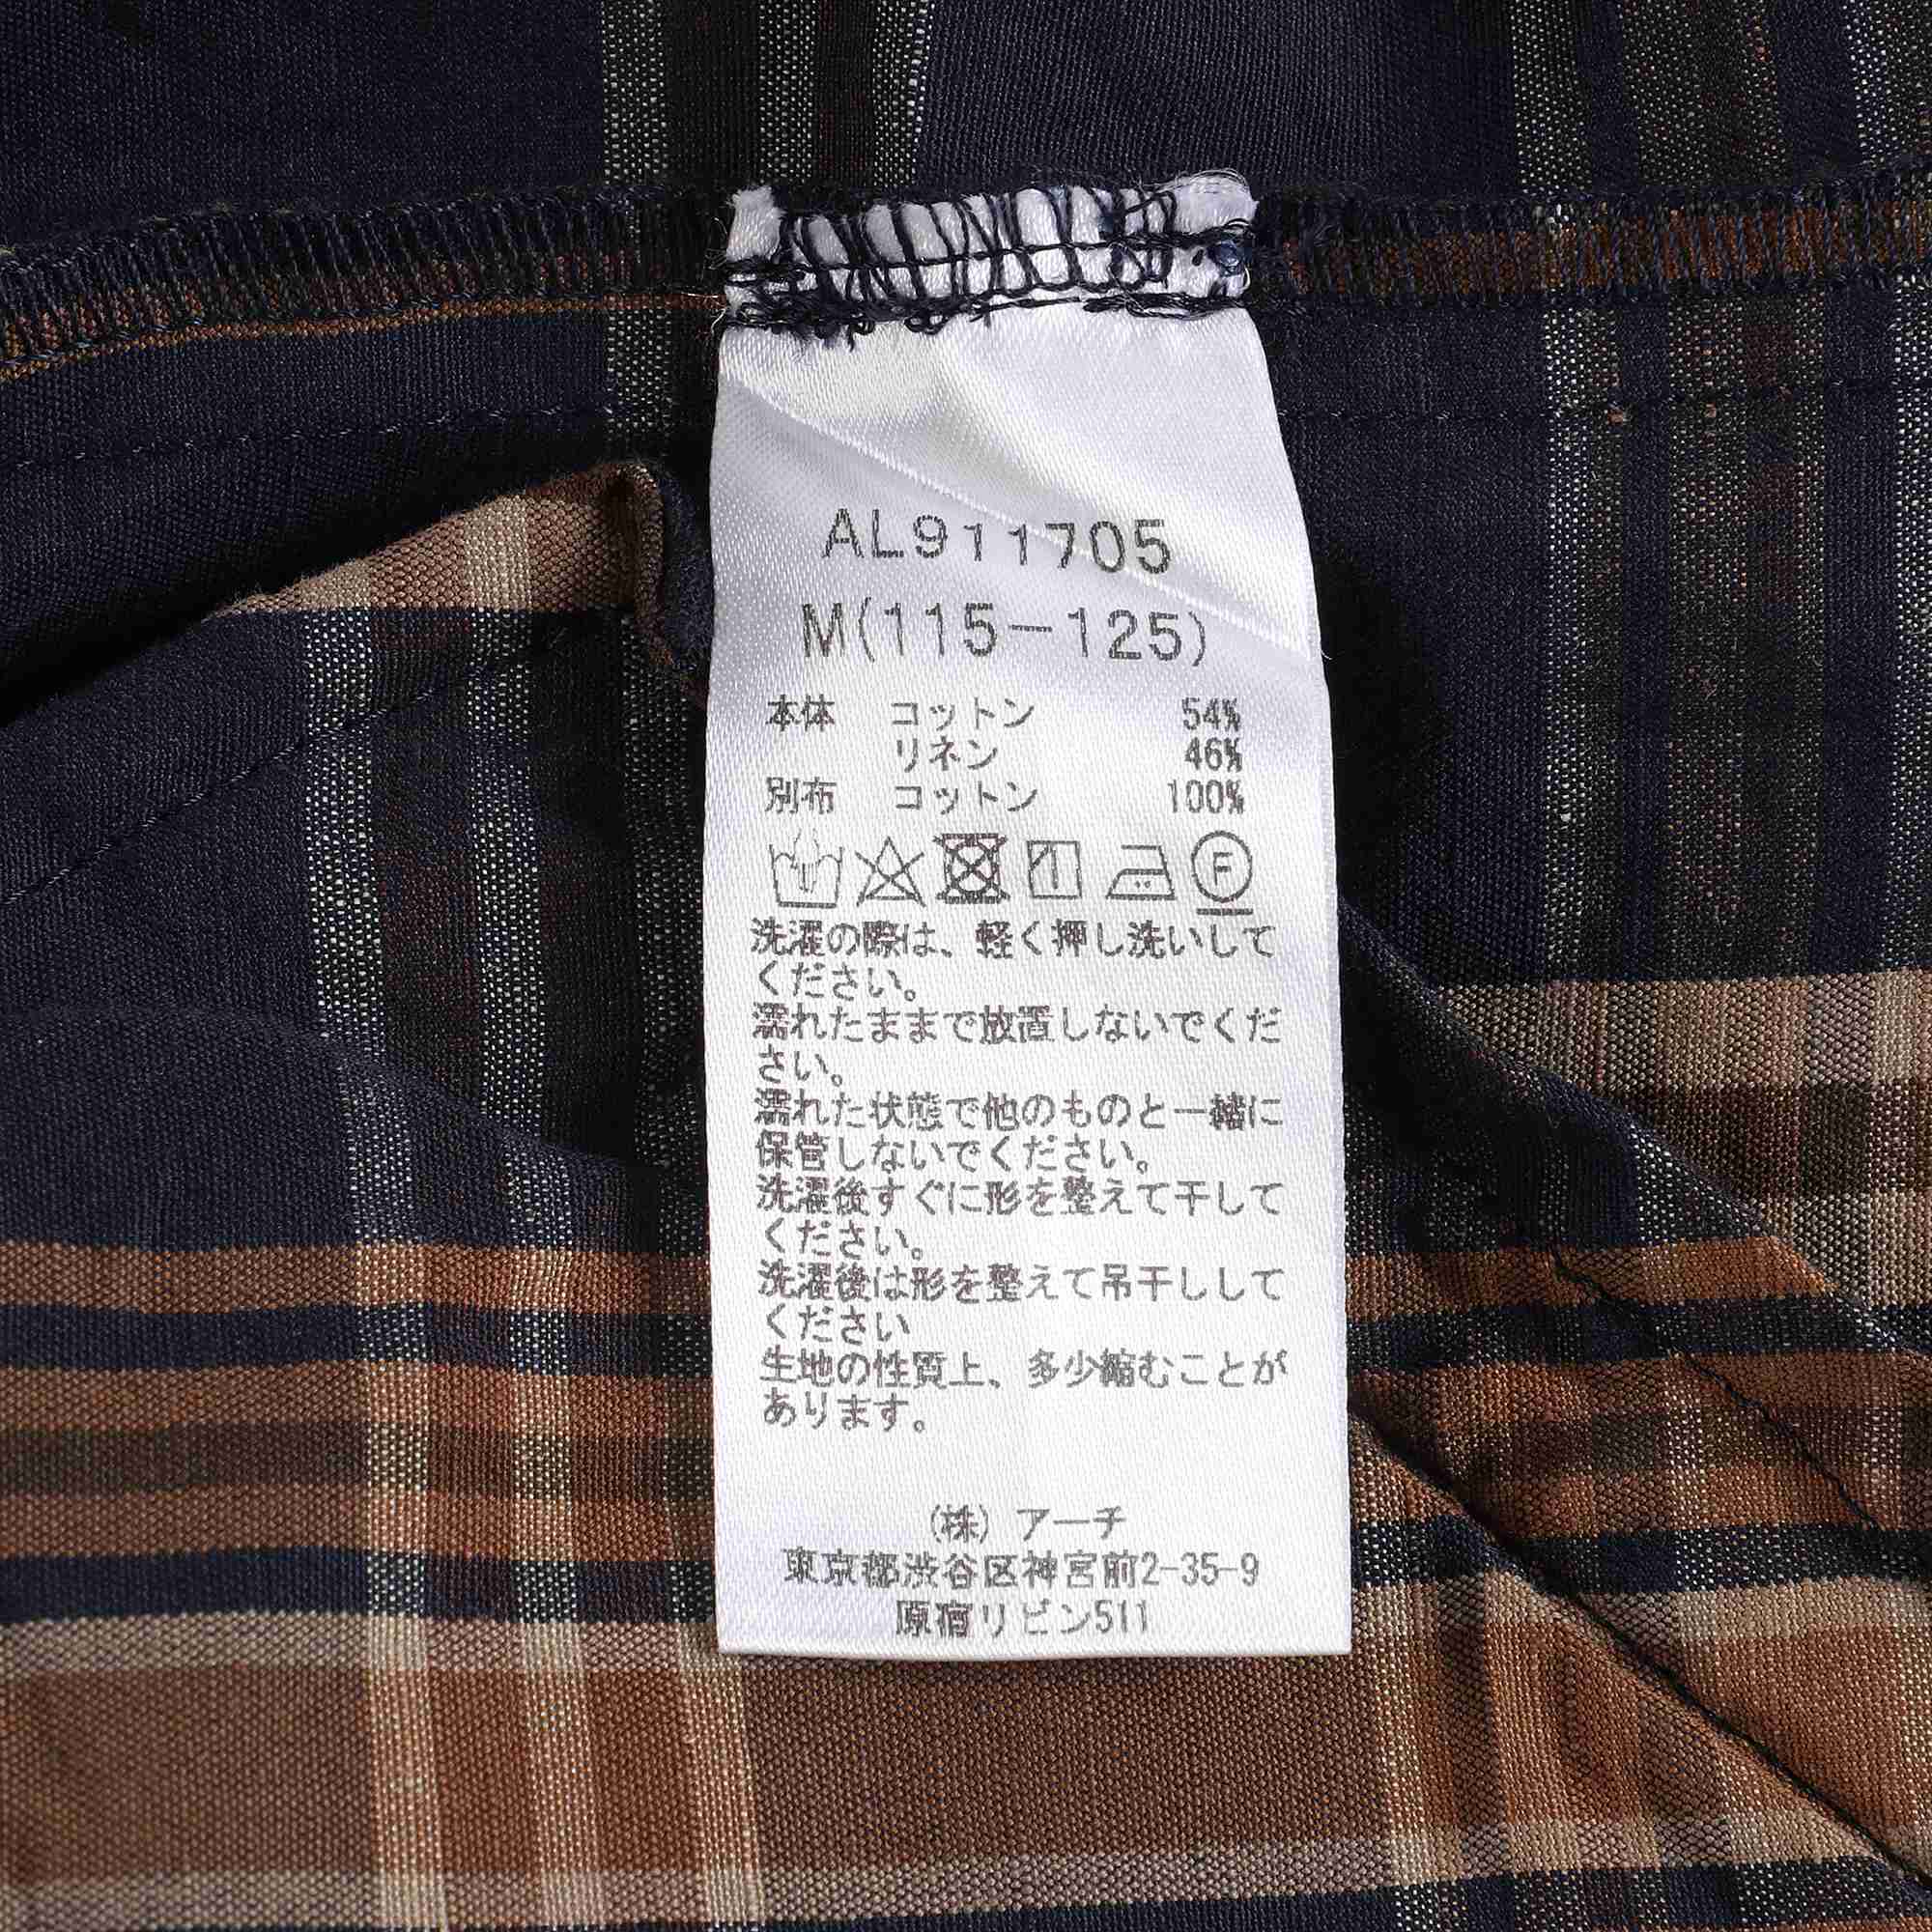 AL911705
M(115-125)
本体 コットン 54%
リネン 46%
別布 コットン 100%
F
洗濯の際は、軽く押し洗いして
ください。
濡れたままで放置しないでくだ
さい。
濡れた状態で他のものと一緒に
保管しないでください。
洗濯後すぐに形を整えて干して
ください。
洗濯後は形を整えて吊干しして
ください
生地の性質上、多少縮むことが
あります。
(株) アーチ
東京都渋谷区神宮前2-35-9
原宿リビン511